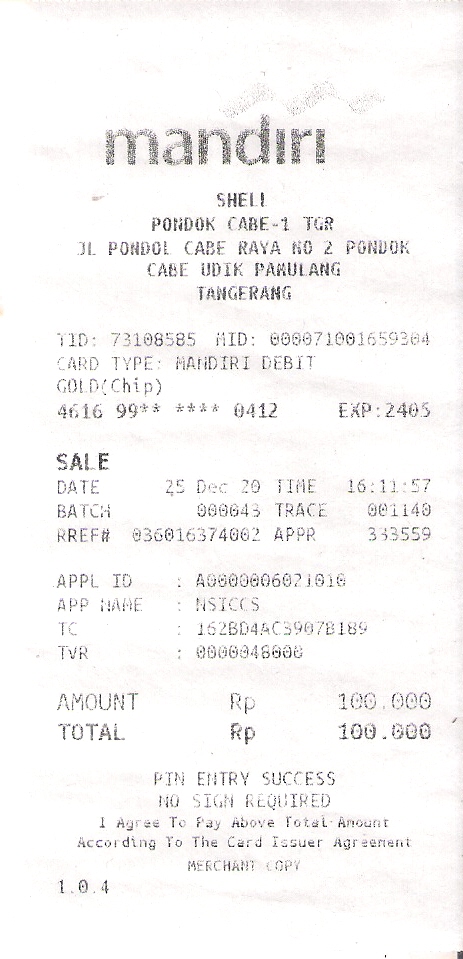 mandiri
SHELL
PONDOK CABE-1 TGR
JL PONDOL CABE RAYA NO 2 PONDOK
CABE UDIK PAMULANG
TANGERANG
TID: 73108585 MID: 000071001659304
CARD TYPE: MANDIRI DEBIT
GOLD(Chip)
4616 99** **** 0412 EXP:2405
SALE
DATE 25 Dec 20 TIME 16:11:57
BATCH 000043 TRACE 001140
RREF# 036016374002 APPR 333559
APPL ID : A0000006021010
APP NAME : NSICCS
TC : 162BD4AC3907B189
TVR : 0000048000
AMOUNT Rp 100.000
TOTAL Rp 100.000
PIN ENTRY SUCCESS
NO SIGN REQUIRED
I Agree To Pay Above Total Amount
According To The Card Issuer Agreement
MERCHANT COPY
1.0.4